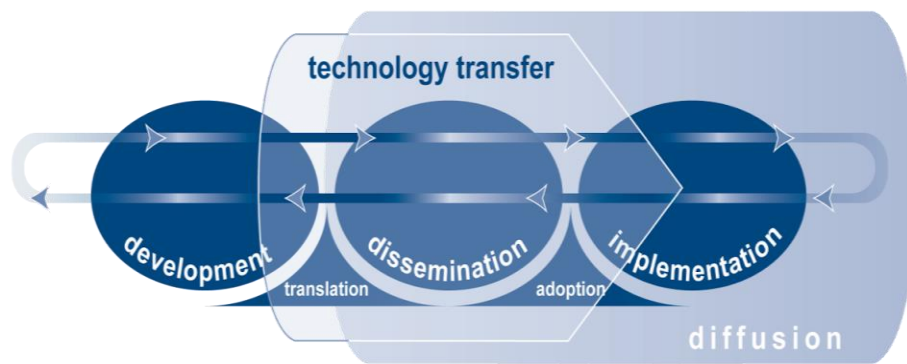 technology transfer
development
dissemination
implementation
translation
adoption
diffusion